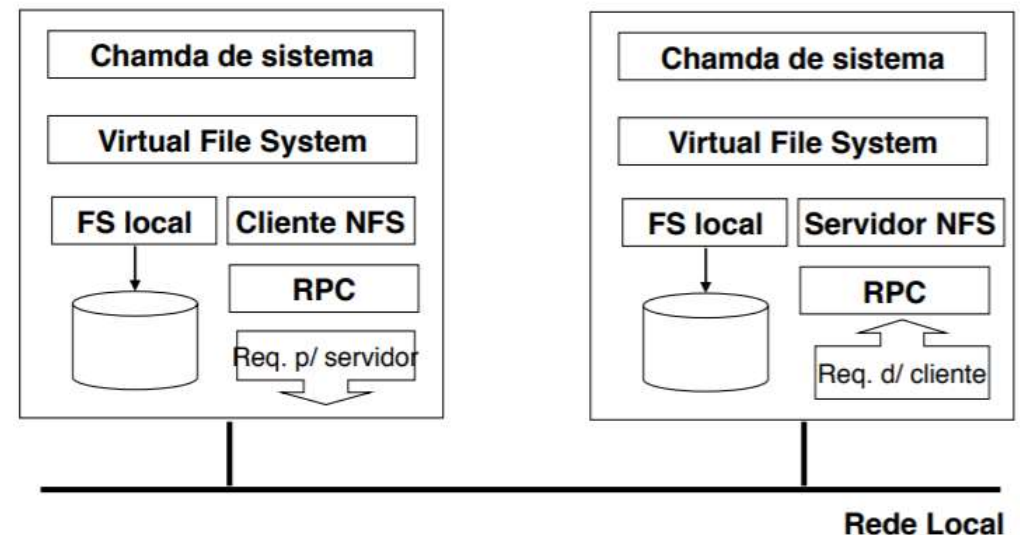 Chamda de sistema
Virtual File System
FS local
Cliente NFS
RPC
Req. p/ servidor
Chamda de sistema
Virtual File System
FS local
Servidor NFS
RPC
Req. d/ cliente
Rede Local